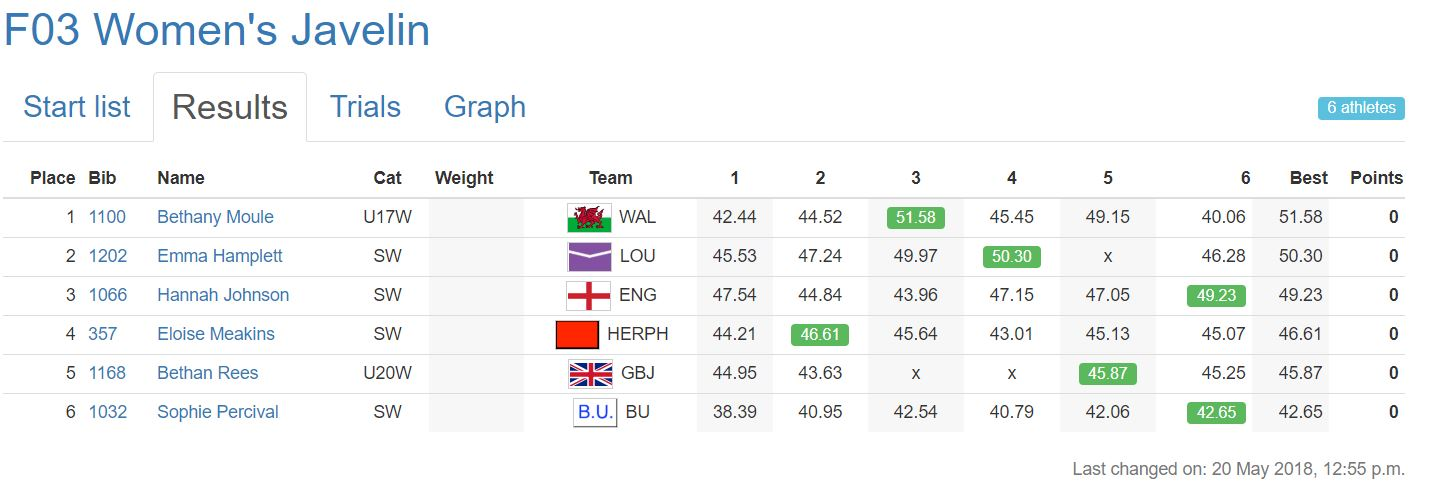 F03 Women's Javelin
Start list Results Trials Graph 6 athletes
Place Bib Name Cat Weight Team 1 2 3 4 5 6 Best Points
1 1100 Bethany Moule U17W WAL 42.44 44.52 51.58 45.45 49.15 40.06 51.58 0
2 1202 Emma Hamplett SW LOU 45.53 47.24 49.97 50.30 x 46.28 50.30 0
3 1066 Hannah Johnson SW ENG 47.54 44.84 43.96 47.15 47.05 49.23 49.23 0
4 357 Eloise Meakins SW HERPH 44.21 46.61 45.64 43.01 45.13 45.07 46.61 0
5 1168 Bethan Rees U20W GBJ 44.95 43.63 x x 45.87 45.25 45.87 0
6 1032 Sophie Percival SW B.U. BU 38.39 40.95 42.54 40.79 42.06 42.65 42.65 0
Last changed on: 20 May 2018, 12:55 p.m.